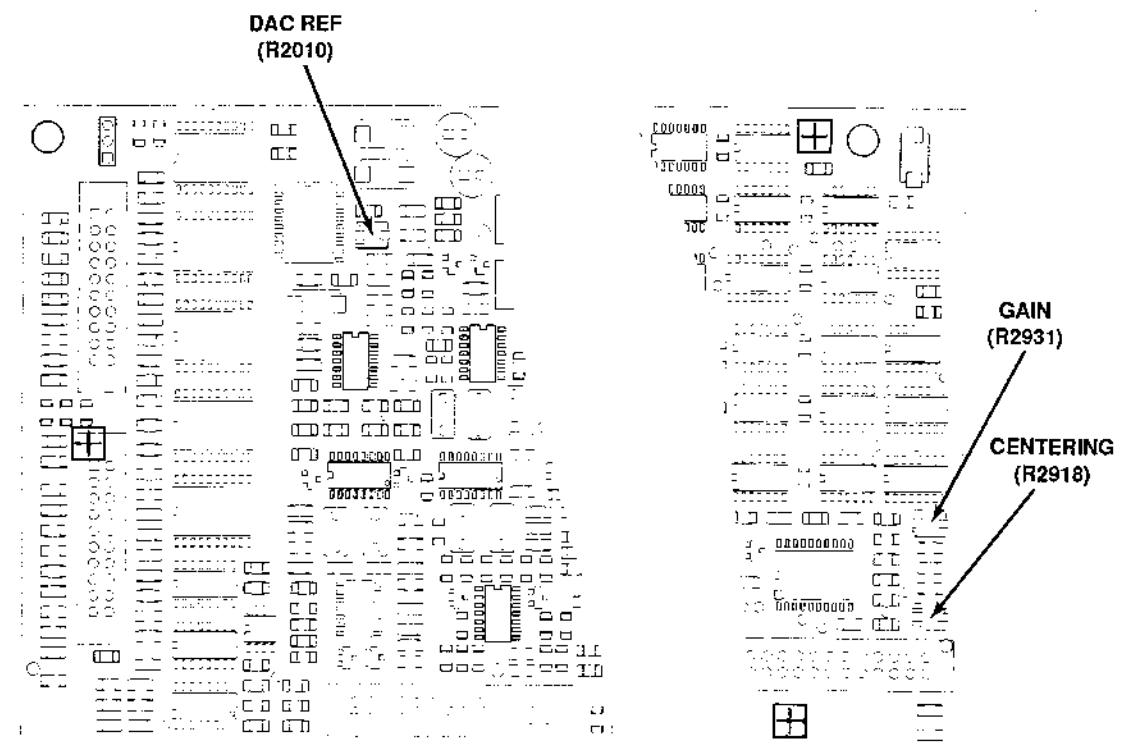 DAC REF
(R2010)
GAIN
(R2931)
CENTERING
(R2918)